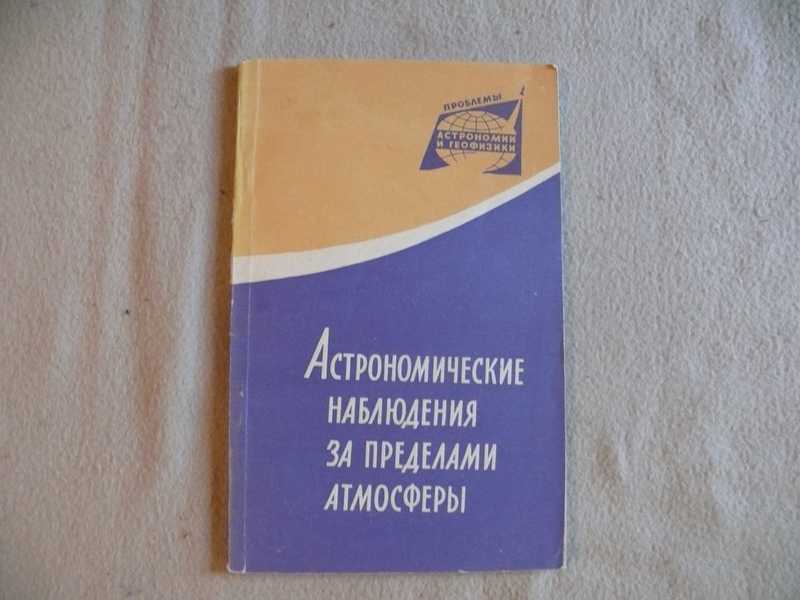 ПРОБЛЕМЫ
АСТРОНОМИИ
И ГЕОФИЗИКИ
АСТРОНОМИЧЕСКИЕ
НАБЛЮДЕНИЯ
ЗА ПРЕДЕЛАМИ
АТМОСФЕРЫ